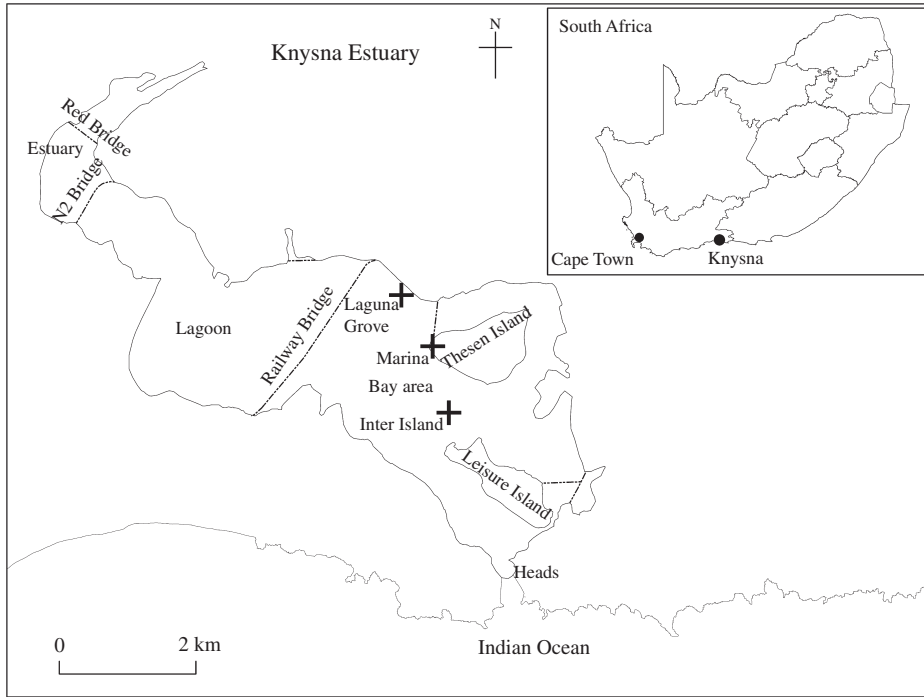 Knysna Estuary
N
South Africa
Cape Town
Knysna
Red Bridge
Estuary
N2 Bridge
Lagoon
Railway Bridge
Laguna
Grove
Marina
Thesen Island
Bay area
Inter Island
Leisure Island
Heads
Indian Ocean
0
2 km